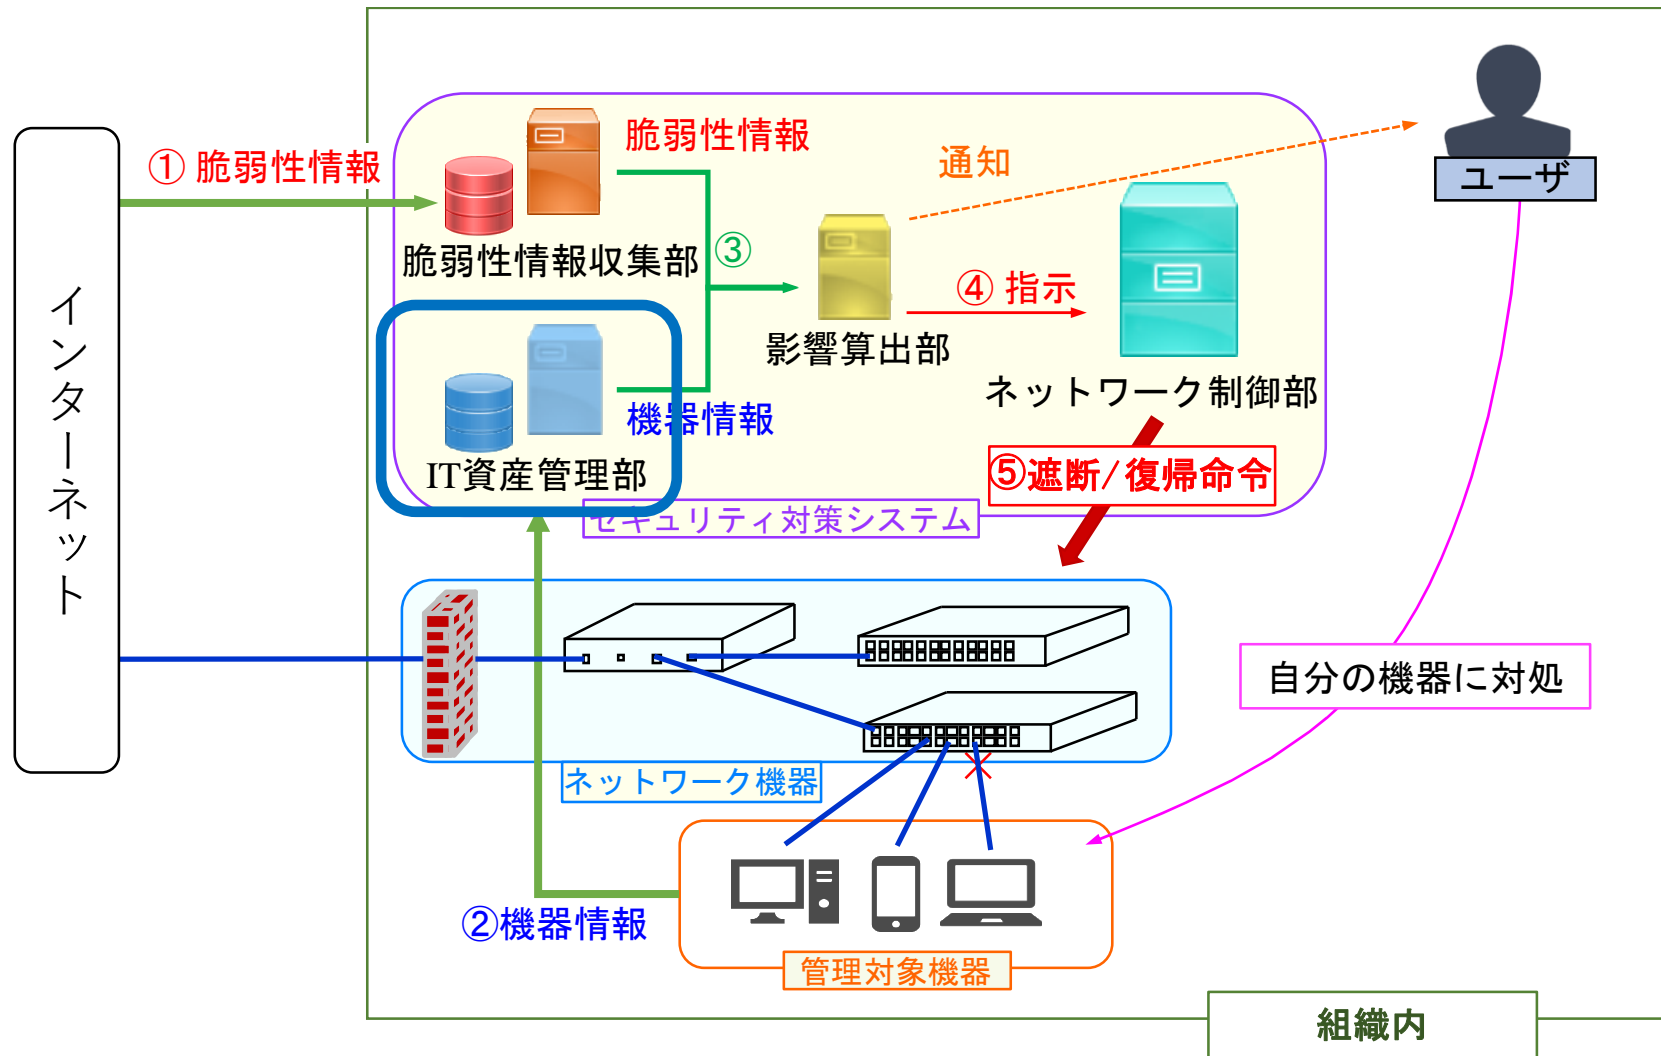 インターネット
① 脆弱性情報
脆弱性情報
脆弱性情報収集部
③
機器情報
IT資産管理部
影響算出部
通知
④ 指示
ネットワーク制御部
⑤遮断/復帰命令
セキュリティ対策システム
ユーザ
自分の機器に対処
ネットワーク機器
②機器情報
管理対象機器
組織内